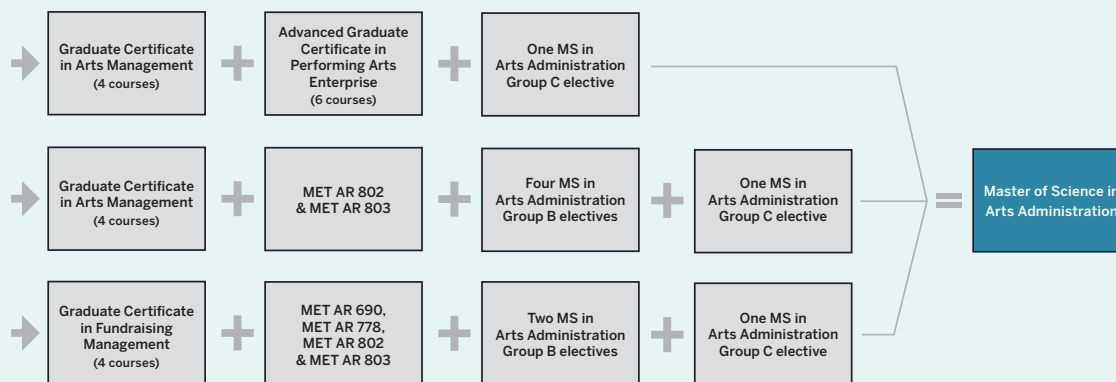 Graduate Certificate
in Arts Management
(4 courses)
Advanced Graduate
Certificate in
Performing Arts
Enterprise
(6 courses)
One MS in
Arts Administration
Group C elective
Graduate Certificate
in Arts Management
(4 courses)
MET AR 802
& MET AR 803
Four MS in
Arts Administration
Group B electives
One MS in
Arts Administration
Group C elective
Master of Science in
Arts Administration
Graduate Certificate
in Fundraising
Management
(4 courses)
MET AR 690,
MET AR 778,
MET AR 802
& MET AR 803
Two MS in
Arts Administration
Group B electives
One MS in
Arts Administration
Group C elective